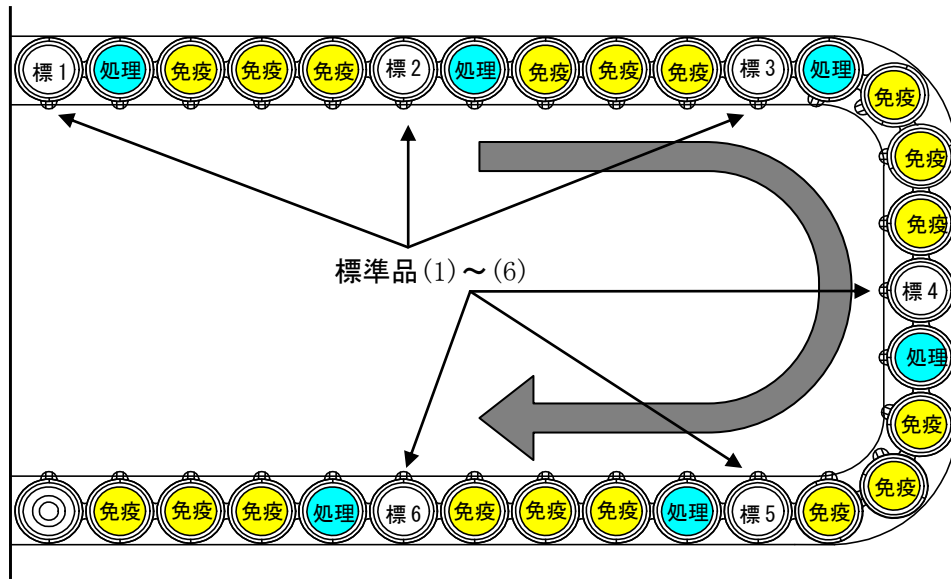 標1 処理 免疫 免疫 免疫 標2 処理 免疫 免疫 免疫 標3 処理
免疫
免疫
免疫
標準品(1)～(6)
標4
処理
免疫
免疫
免疫 免疫 免疫 処理 標6 免疫 免疫 免疫 処理 標5 免疫